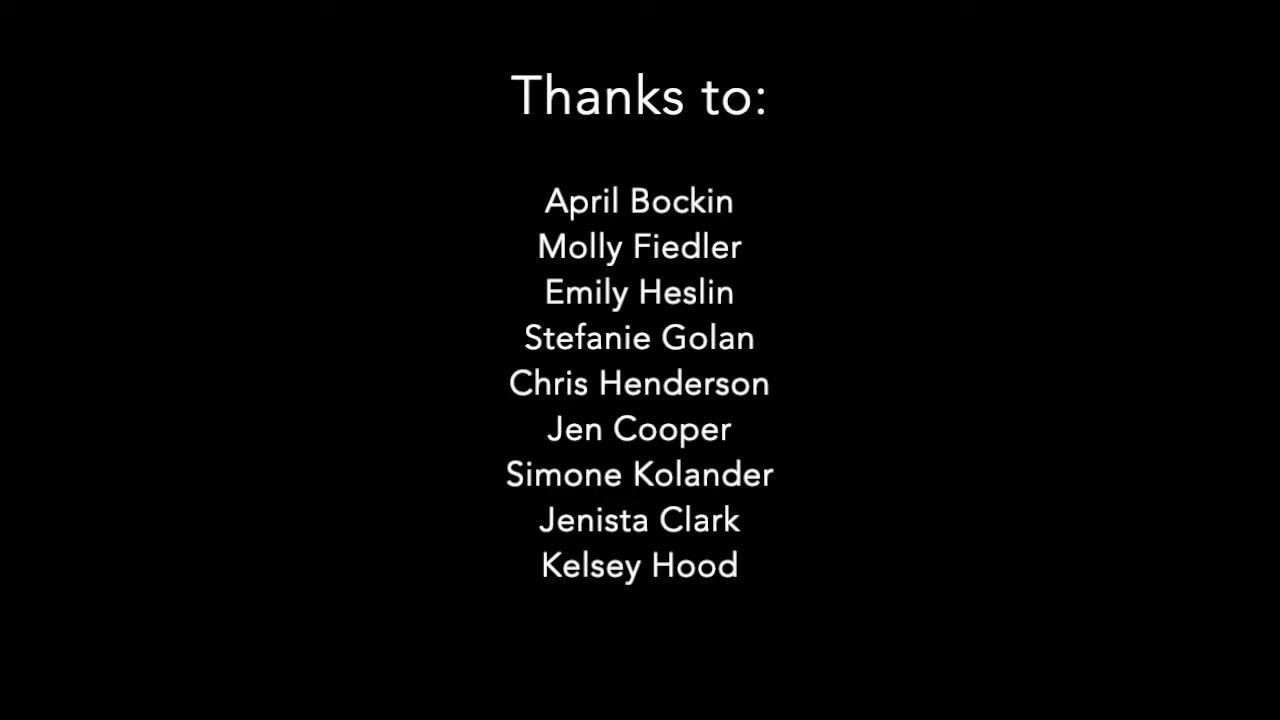 Thanks to:
April Bockin
Molly Fiedler
Emily Heslin
Stefanie Golan
Chris Henderson
Jen Cooper
Simone Kolander
Jenista Clark
Kelsey Hood